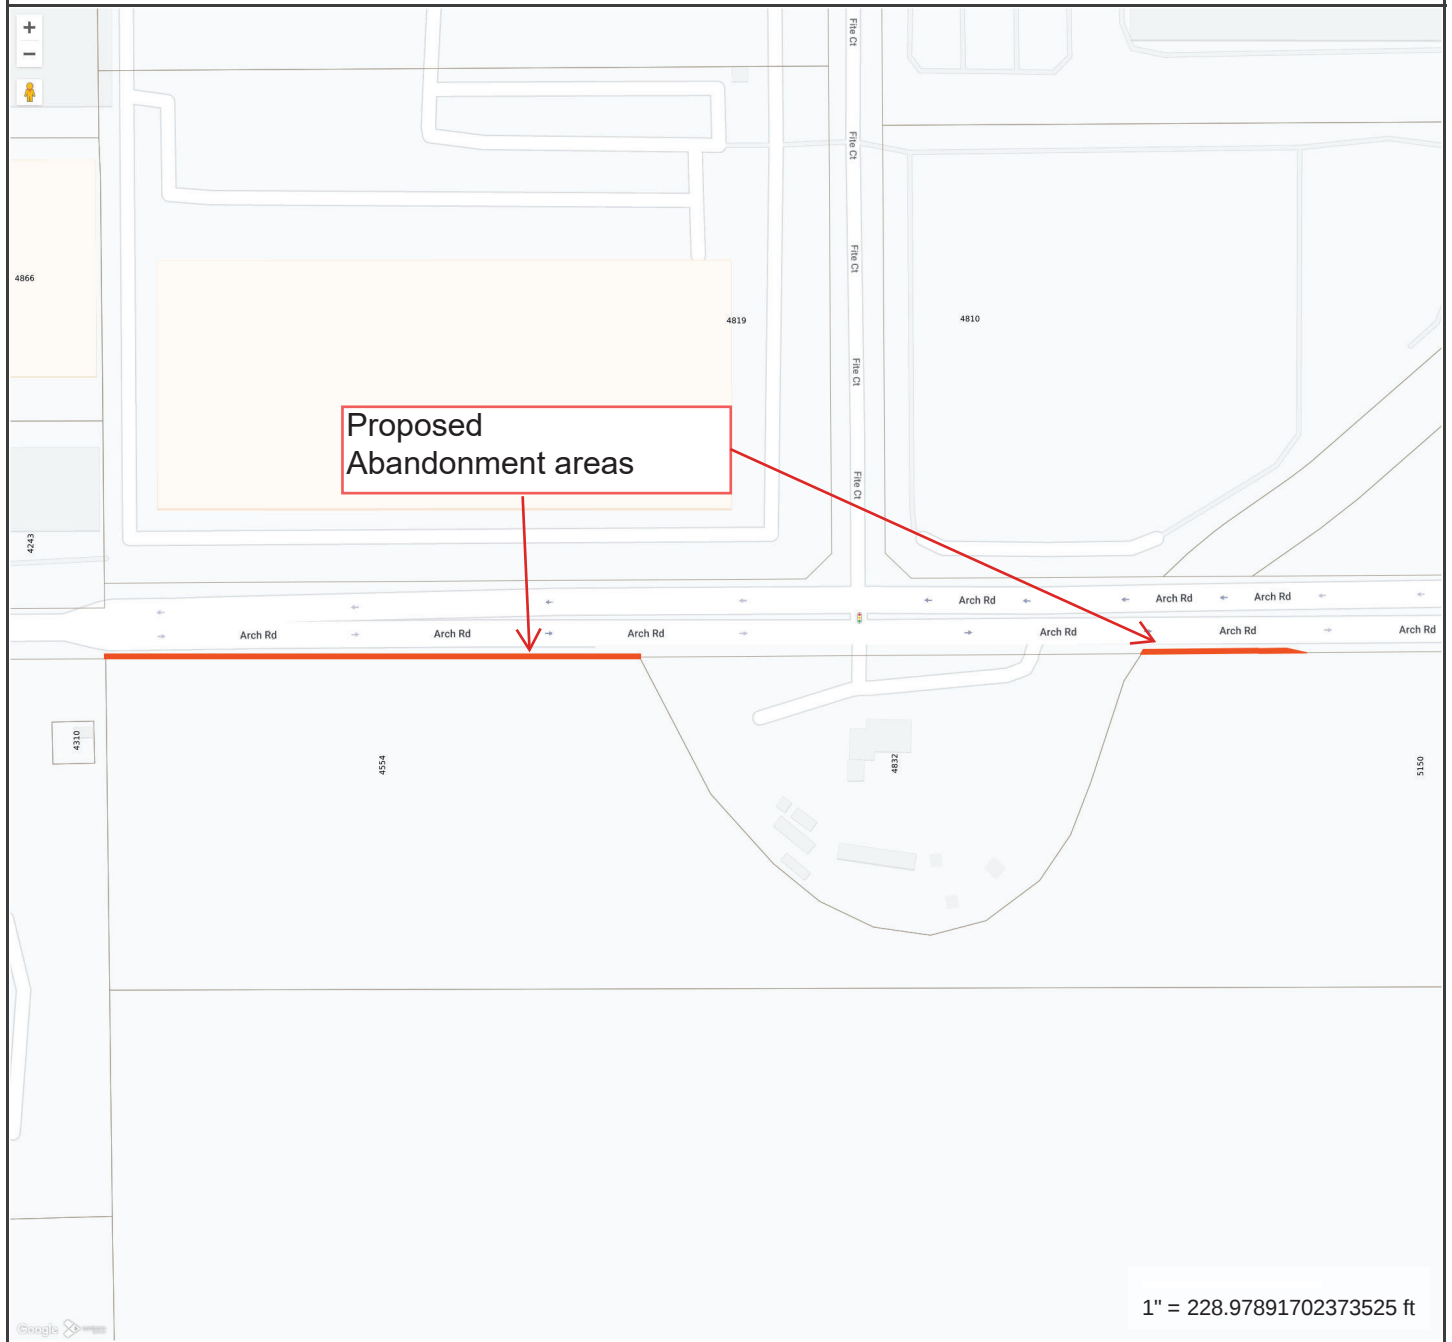 +
−
Fite Ct
Fite Ct
Fite Ct
4866
4819
4810
Fite Ct
Proposed
Abandonment areas
Fite Ct
4243
Arch Rd
Arch Rd
Arch Rd
Arch Rd
Arch Rd
Arch Rd
Arch Rd
Arch Rd
Arch Rd
4310
4554
4832
5150
1" = 228.97891702373525 ft
Google